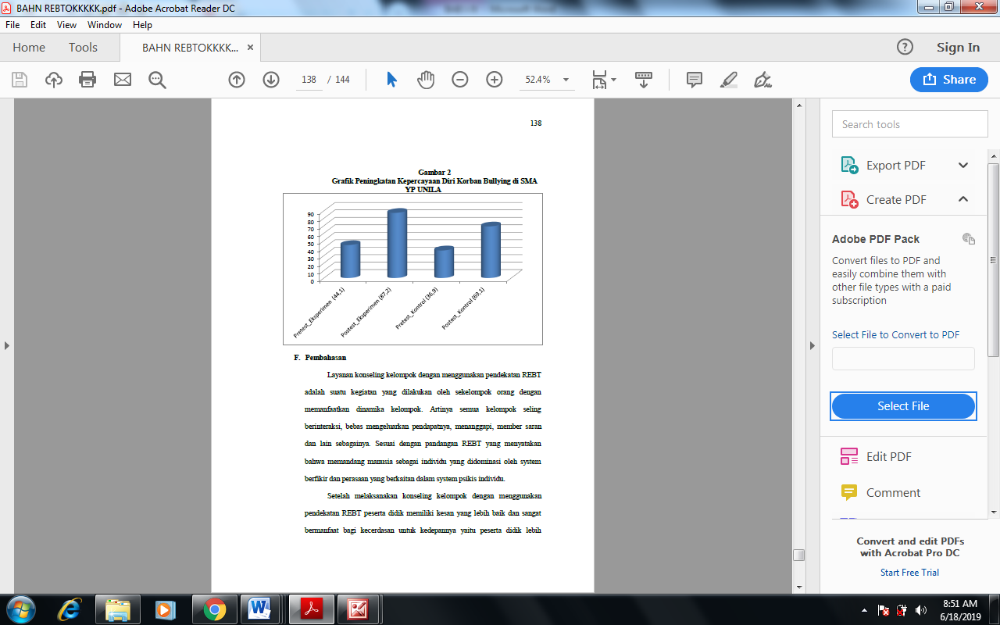 BAHN REBTOKKKKK.pdf - Adobe Acrobat Reader DC
File Edit View Window Help
Home Tools BAHN REBTOKKKK... × ? Sign In
138 / 144 52.4% Share
138
Gambar 2
Grafik Peningkatan Kepercayaan Diri Korban Bullying di SMA
YP UNILA
90
80
70
60
50
40
30
20
10
0
Pretest_Eksperimen (44,1)
Postest_Eksperimen (87,2)
Pretest_Kontrol (36,9)
Postest_Kontrol (69,1)
F. Pembahasan
Layanan konseling kelompok dengan menggunakan pendekatan REBT
adalah suatu kegiatan yang dilakukan oleh sekelompok orang dengan
memanfaatkan dinamika kelompok. Artinya semua kelompok seling
berinteraksi, bebas mengeluarkan pendapatnya, menanggapi, member saran
dan lain sebagainya. Sesuai dengan pandangan REBT yang menyatakan
bahwa memandang manusia sebagai individu yang didominasi oleh system
berfikir dan perasaan yang berkaitan dalam system psikis individu.
Setelah melaksanakan konseling kelompok dengan menggunakan
pendekatan REBT peserta didik memiliki kesan yang lebih baik dan sangat
bermanfaat bagi kecerdasan untuk kedepannya yaitu peserta didik lebih
Search tools
Export PDF
Create PDF
Adobe PDF Pack
Convert files to PDF and
easily combine them with
other file types with a paid
subscription
Select File to Convert to PDF
Select File
Edit PDF
Comment
Convert and edit PDFs
with Acrobat Pro DC
Start Free Trial
8:51 AM
6/18/2019